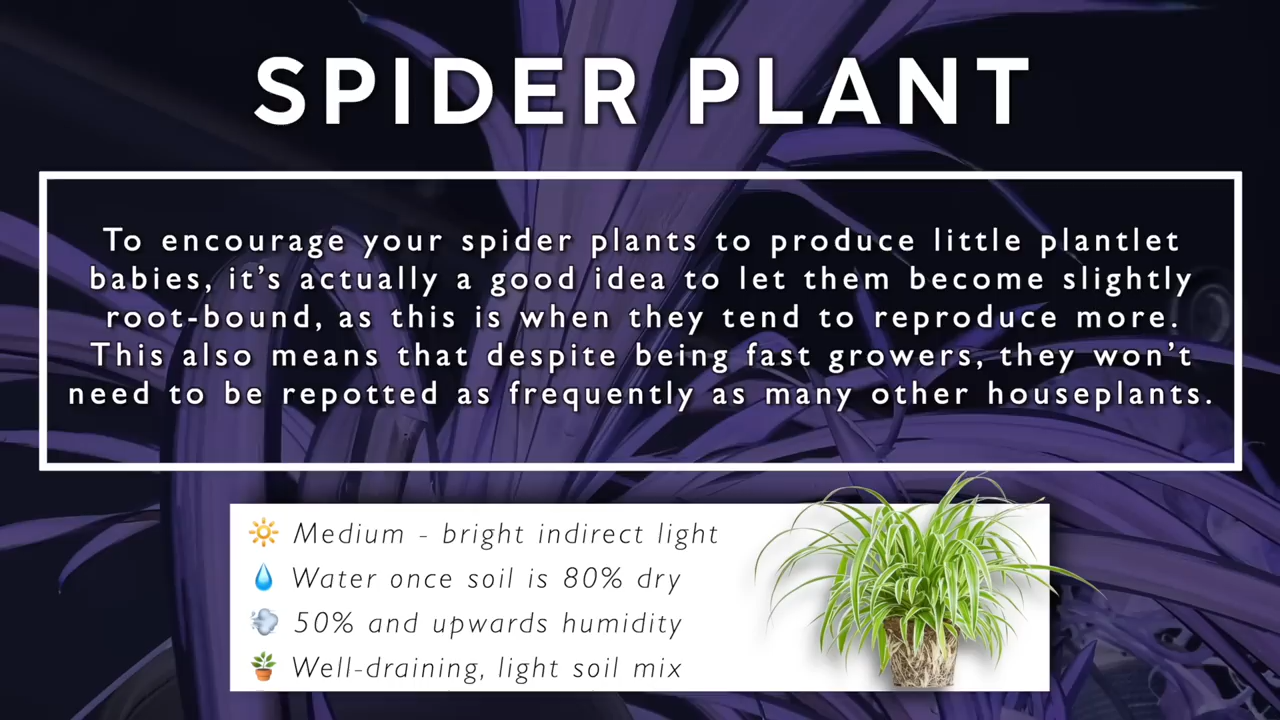 SPIDER PLANT
To encourage your spider plants to produce little plantlet
babies, it’s actually a good idea to let them become slightly
root-bound, as this is when they tend to reproduce more.
This also means that despite being fast growers, they won’t
need to be repotted as frequently as many other houseplants.
Medium - bright indirect light
Water once soil is 80% dry
50% and upwards humidity
Well-draining, light soil mix